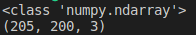 <class 'numpy.ndarray'>
(205, 200, 3)